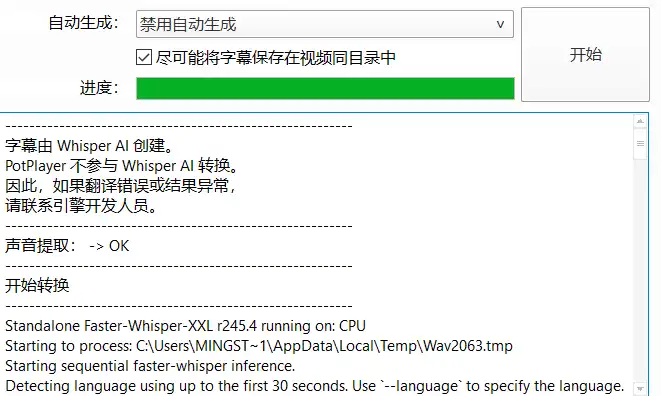 自动生成: 禁用自动生成
尽可能将字幕保存在视频同目录中
开始
进度:
------------------------------------------------
字幕由 Whisper AI 创建。
PotPlayer 不参与 Whisper AI 转换。
因此，如果翻译错误或结果异常，
请联系引擎开发人员。
------------------------------------------------
声音提取： -> OK
------------------------------------------------
开始转换
------------------------------------------------
Standalone Faster-Whisper-XXL r245.4 running on: CPU
Starting to process: C:\Users\MINGST~1\AppData\Local\Temp\Wav2063.tmp
Starting sequential faster-whisper inference.
Detecting language using up to the first 30 seconds. Use `--language` to specify the language.